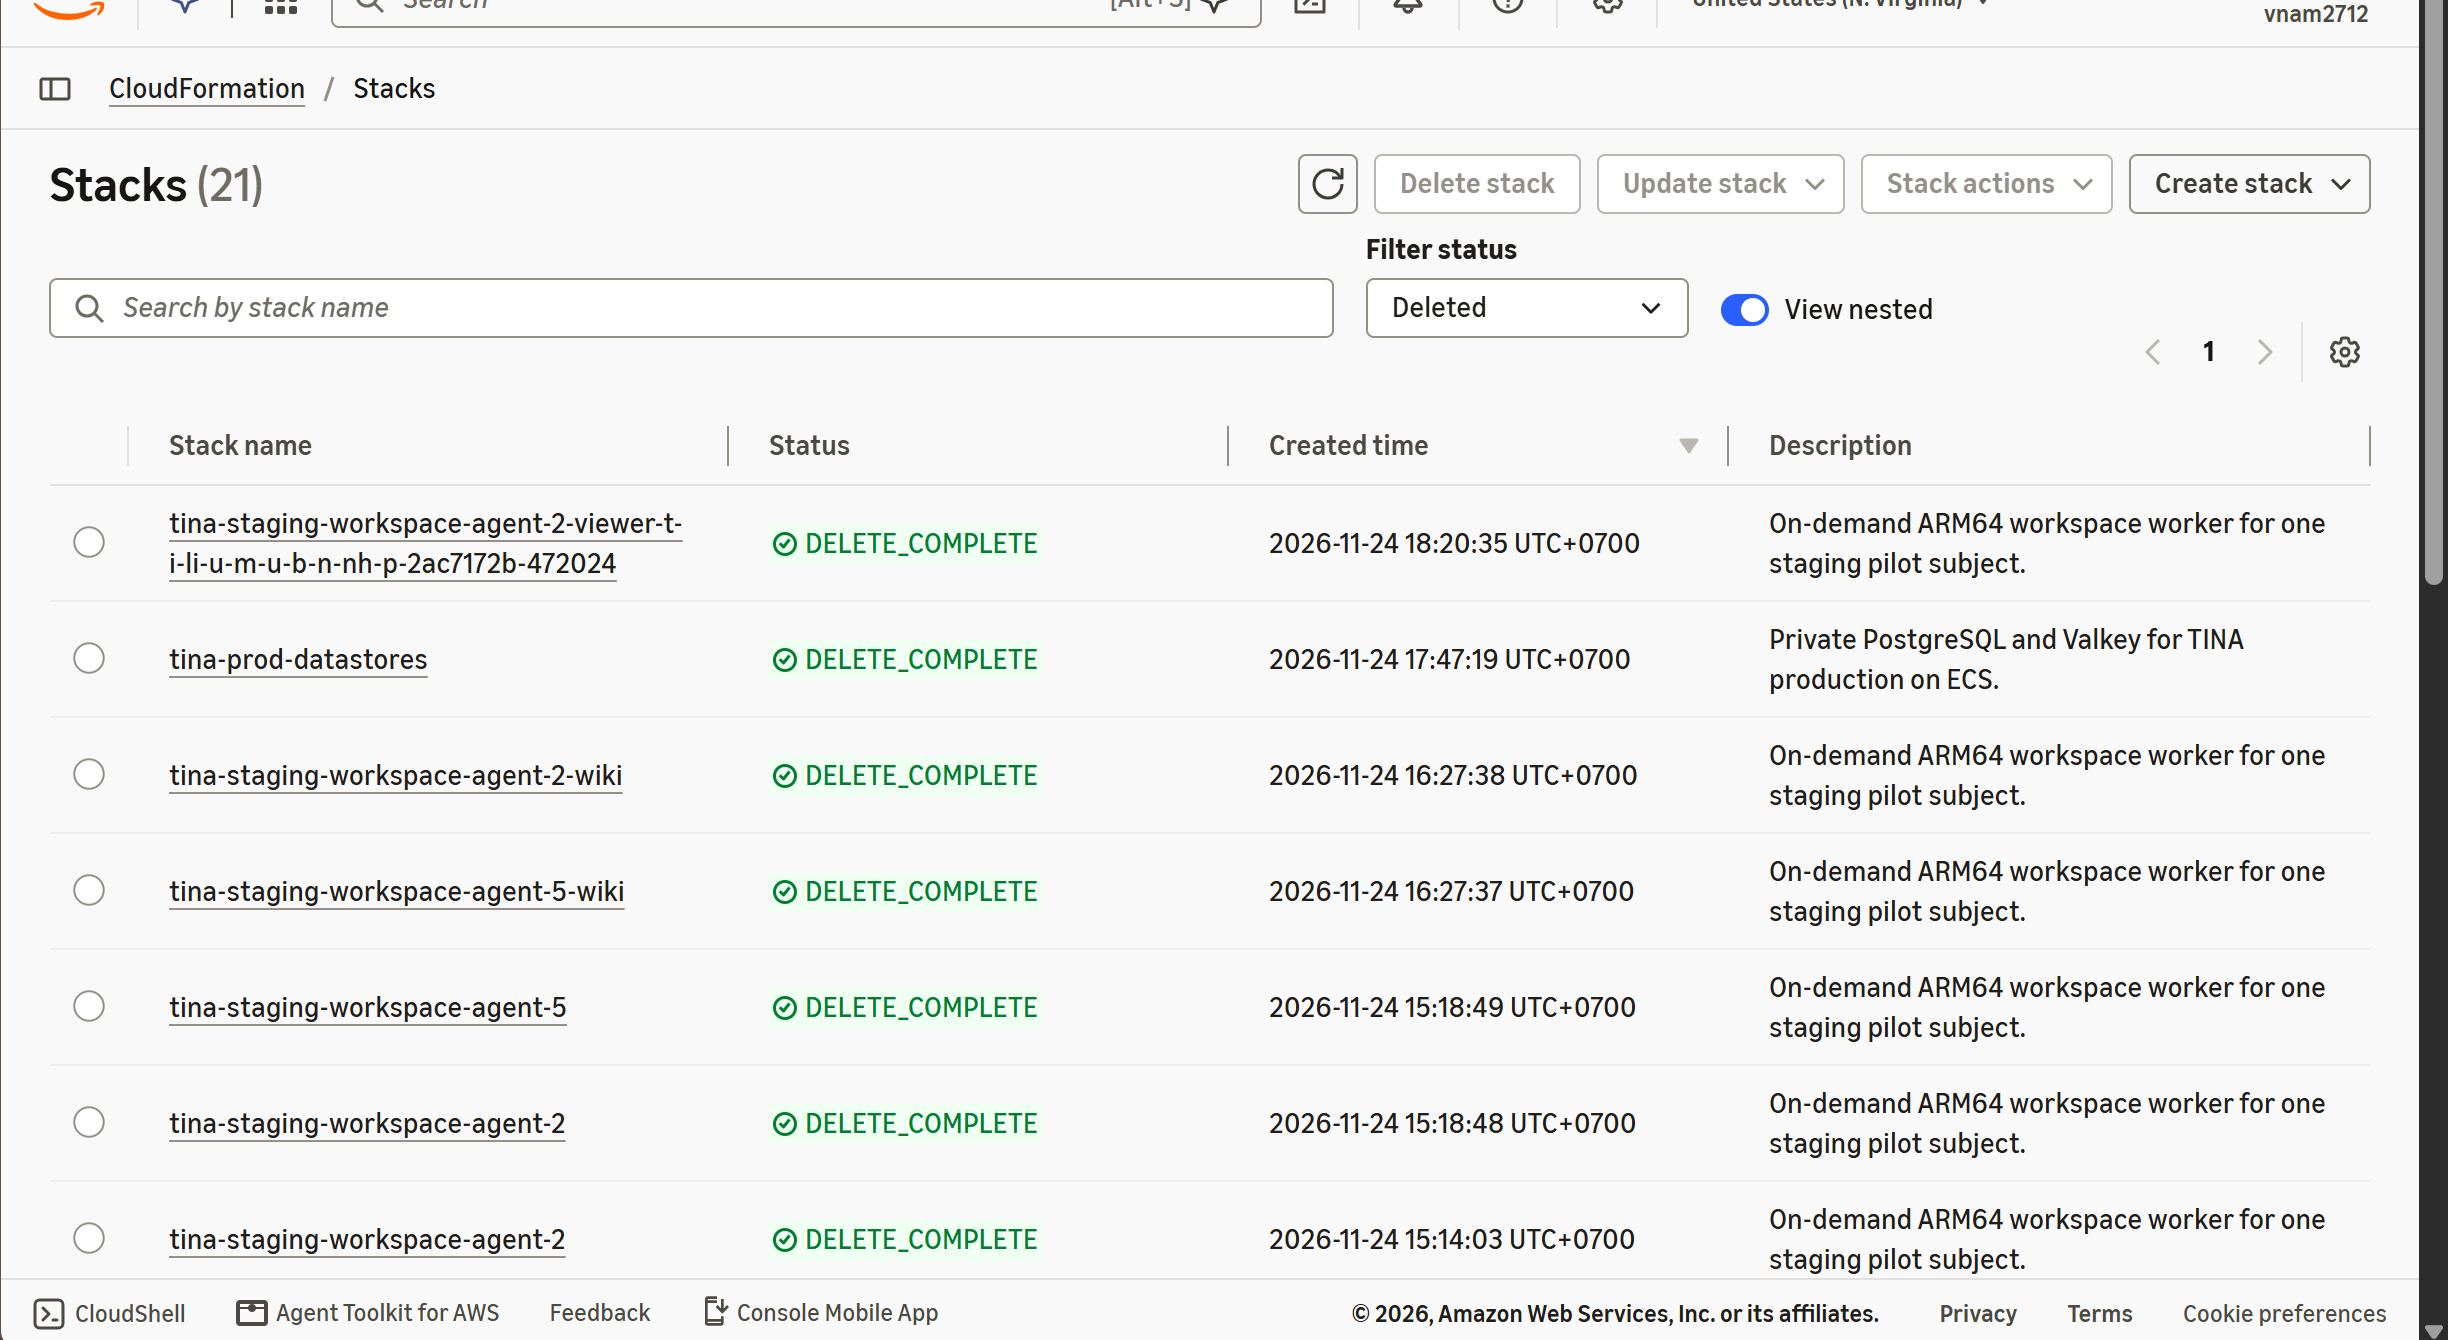 Search
[Alt+S]
United States (N. Virginia)
vnam2712
CloudFormation / Stacks
Stacks (21)
Delete stack
Update stack
Stack actions
Create stack
Filter status
Search by stack name
Deleted
View nested
1
Stack name
Status
Created time
Description
tina-staging-workspace-agent-2-viewer-t-
i-li-u-m-u-b-n-nh-p-2ac7172b-472024
DELETE_COMPLETE
2026-11-24 18:20:35 UTC+0700
On-demand ARM64 workspace worker for one
staging pilot subject.
tina-prod-datastores
DELETE_COMPLETE
2026-11-24 17:47:19 UTC+0700
Private PostgreSQL and Valkey for TINA
production on ECS.
tina-staging-workspace-agent-2-wiki
DELETE_COMPLETE
2026-11-24 16:27:38 UTC+0700
On-demand ARM64 workspace worker for one
staging pilot subject.
tina-staging-workspace-agent-5-wiki
DELETE_COMPLETE
2026-11-24 16:27:37 UTC+0700
On-demand ARM64 workspace worker for one
staging pilot subject.
tina-staging-workspace-agent-5
DELETE_COMPLETE
2026-11-24 15:18:49 UTC+0700
On-demand ARM64 workspace worker for one
staging pilot subject.
tina-staging-workspace-agent-2
DELETE_COMPLETE
2026-11-24 15:18:48 UTC+0700
On-demand ARM64 workspace worker for one
staging pilot subject.
tina-staging-workspace-agent-2
DELETE_COMPLETE
2026-11-24 15:14:03 UTC+0700
On-demand ARM64 workspace worker for one
staging pilot subject.
CloudShell
Agent Toolkit for AWS
Feedback
Console Mobile App
© 2026, Amazon Web Services, Inc. or its affiliates.
Privacy
Terms
Cookie preferences